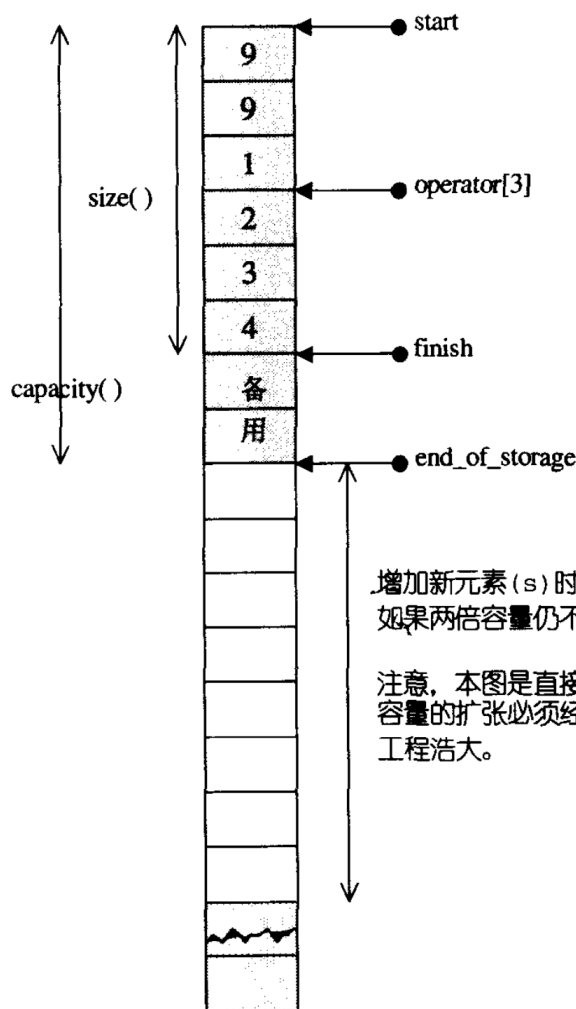 start
9
9
1
operator[3]
size( )
2
3
4
finish
capacity( )
备
用
end_of_storage
增加新元素(s)时
如果两倍容量仍不
注意，本图是直接
容量的扩张必须经
工程浩大。